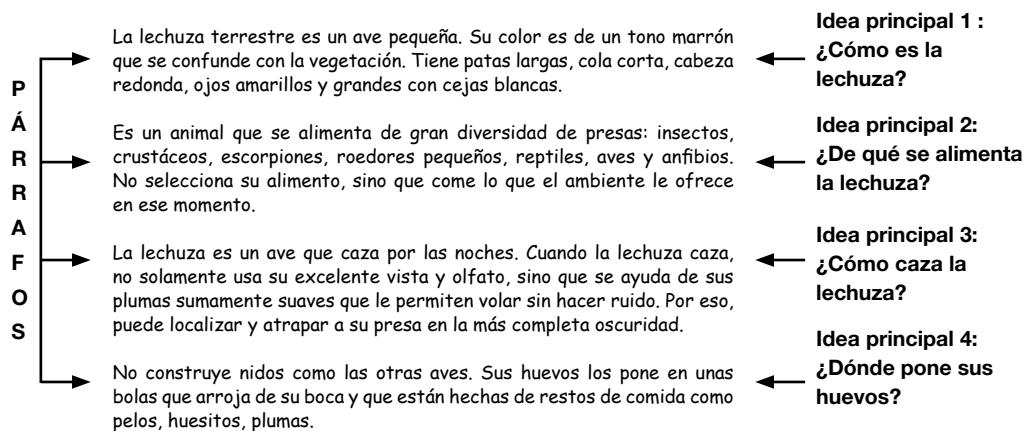 PÁRRAFOS
La lechuza terrestre es un ave pequeña. Su color es de un tono marrón
que se confunde con la vegetación. Tiene patas largas, cola corta, cabeza
redonda, ojos amarillos y grandes con cejas blancas.
Idea principal 1 :
¿Cómo es la
lechuza?
Es un animal que se alimenta de gran diversidad de presas: insectos,
crustáceos, escorpiones, roedores pequeños, reptiles, aves y anfibios.
No selecciona su alimento, sino que come lo que el ambiente le ofrece
en ese momento.
Idea principal 2:
¿De qué se alimenta
la lechuza?
La lechuza es un ave que caza por las noches. Cuando la lechuza caza,
no solamente usa su excelente vista y olfato, sino que se ayuda de sus
plumas sumamente suaves que le permiten volar sin hacer ruido. Por eso,
puede localizar y atrapar a su presa en la más completa oscuridad.
Idea principal 3:
¿Cómo caza la
lechuza?
No construye nidos como las otras aves. Sus huevos los pone en unas
bolas que arroja de su boca y que están hechas de restos de comida como
pelos, huesitos, plumas.
Idea principal 4:
¿Dónde pone sus
huevos?